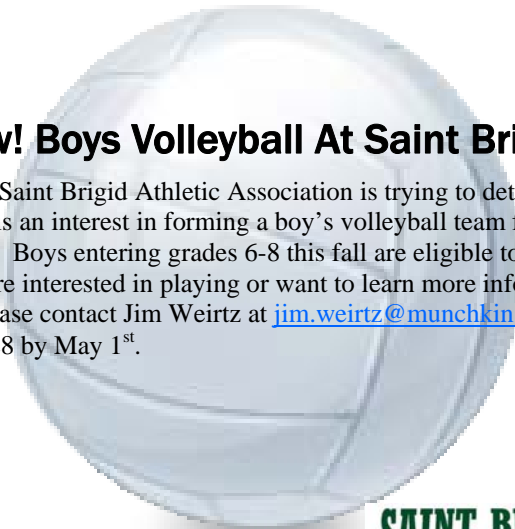 w! Boys Volleyball At Saint Bri
Saint Brigid Athletic Association is trying to det
s an interest in forming a boy's volleyball team f
Boys entering grades 6-8 this fall are eligible to
re interested in playing or want to learn more info
ase contact Jim Weirtz at jim.weirtz@munchkin
8 by May 1st.
SAINT B